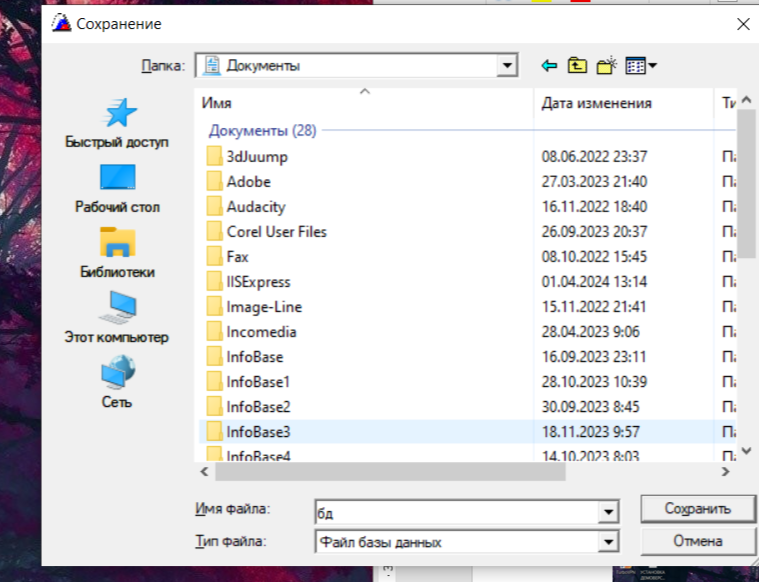 Сохранение
Папка: Документы
Имя Дата изменения
Документы (28)
3dJuump 08.06.2022 23:37
Adobe 27.03.2023 21:40
Audacity 16.11.2022 18:40
Corel User Files 26.09.2023 20:37
Fax 08.10.2022 15:45
IISExpress 01.04.2024 13:14
Image-Line 15.11.2022 21:41
Incomedia 28.04.2023 9:06
InfoBase 16.09.2023 23:11
InfoBase1 28.10.2023 10:39
InfoBase2 30.09.2023 8:45
InfoBase3 18.11.2023 9:57
InfoBase4 14.10.2023 8:03
Быстрый доступ
Рабочий стол
Библиотеки
Этот компьютер
Сеть
Имя файла: бд Сохранить
Тип файла: Файл базы данных Отмена